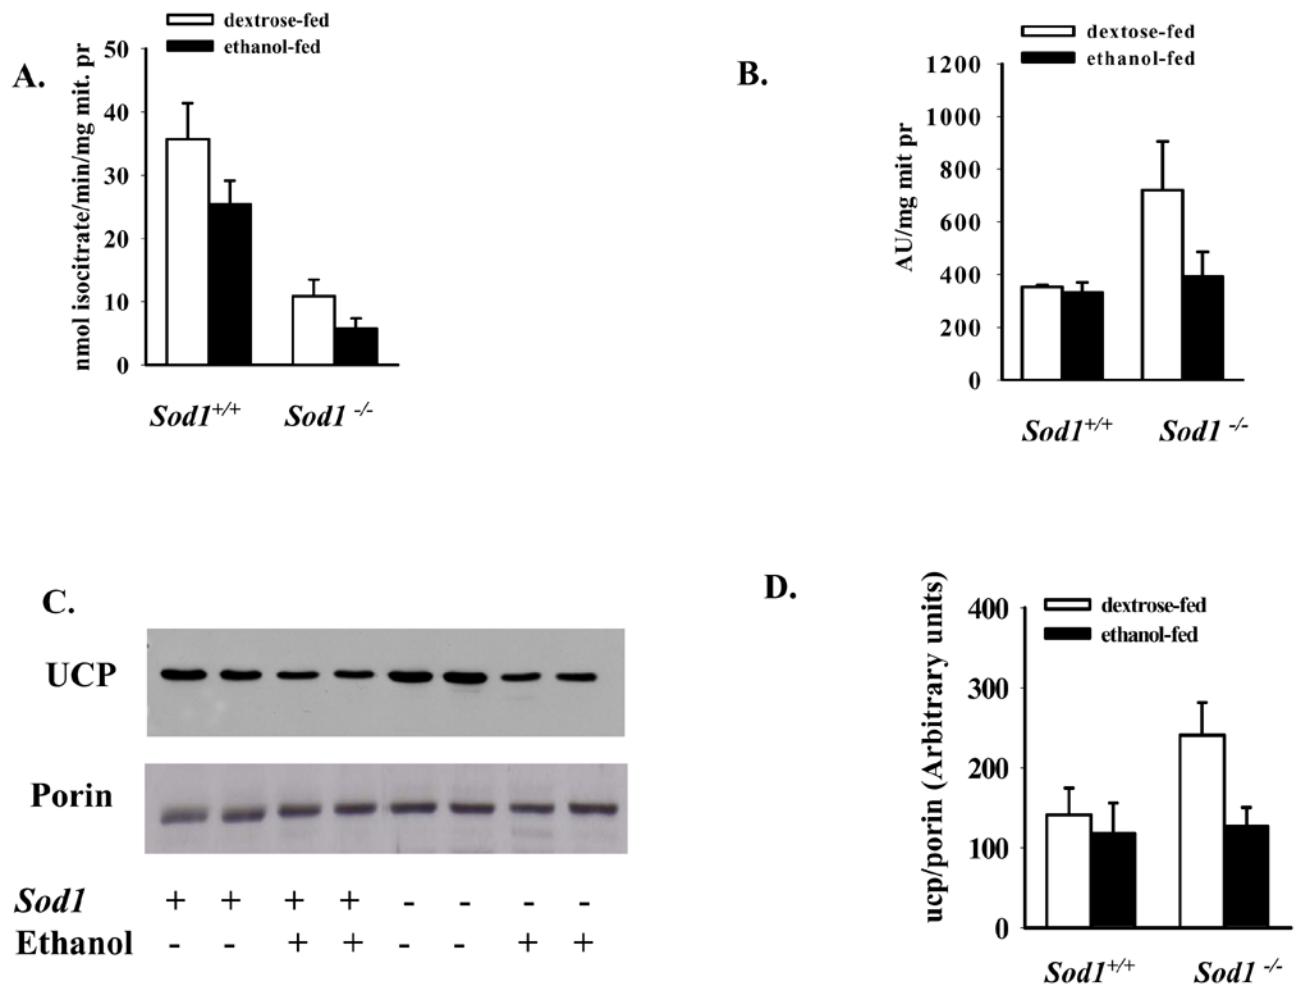 A.
dextrose-fed
ethanol-fed
nmol isocitrate/min/mg mit. pr
50
40
30
20
10
0
Sod1+/+ Sod1 -/-
B.
dextose-fed
ethanol-fed
AU/mg mit pr
1200
1000
800
600
400
200
0
Sod1+/+ Sod1 -/-
C.
UCP
Porin
Sod1 + + + + - - - -
Ethanol - - + + - - + +
D.
dextrose-fed
ethanol-fed
ucp/porin (Arbitrary units)
400
300
200
100
0
Sod1+/+ Sod1 -/-